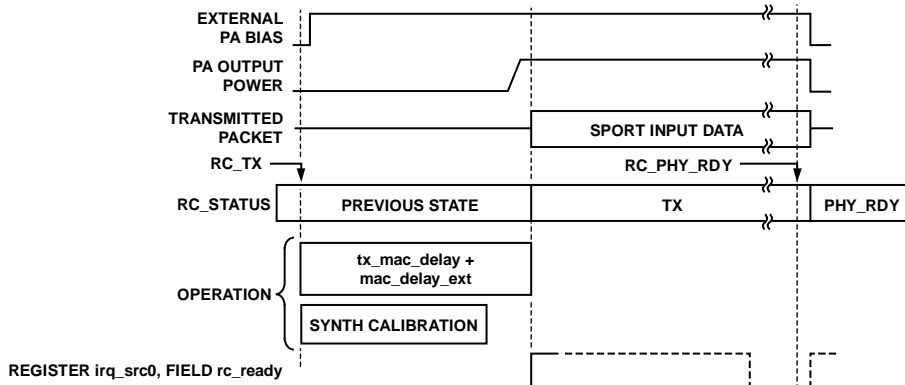 EXTERNAL
PA BIAS
PA OUTPUT
POWER
TRANSMITTED
PACKET
SPORT INPUT DATA
RC_TX
RC_PHY_RDY
RC_STATUS
PREVIOUS STATE
TX
PHY_RDY
OPERATION
tx_mac_delay +
mac_delay_ext
SYNTH CALIBRATION
REGISTER irq_src0, FIELD rc_ready